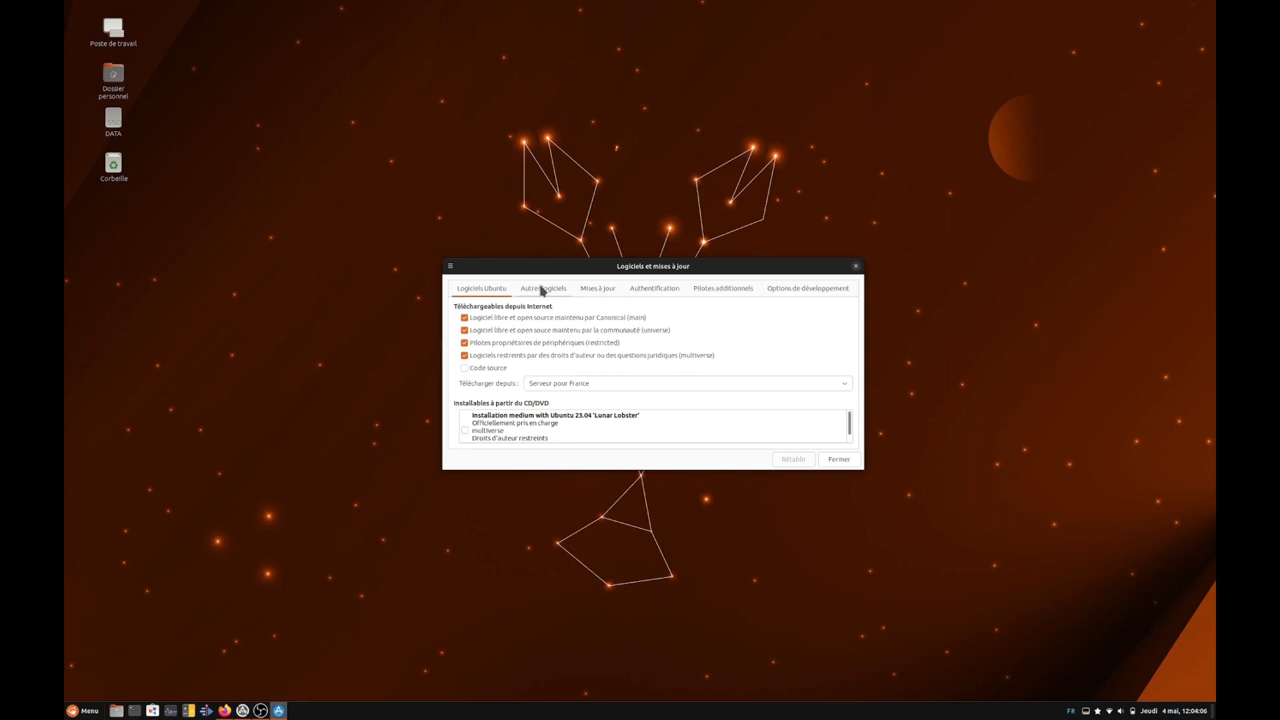 Poste de travail
Dossier
personnel
DATA
Corbeille
Logiciels et mises à jour
Logiciels Ubuntu
Autres logiciels
Mises à jour
Authentification
Pilotes additionnels
Options de développement
Téléchargeables depuis Internet
Logiciel libre et open source maintenu par Canonical (main)
Logiciel libre et open souce maintenu par la communauté (universe)
Pilotes propriétaires de périphériques (restricted)
Logiciels restreints par des droits d'auteur ou des questions juridiques (multiverse)
Code source
Télécharger depuis :
Serveur pour France
Installables à partir du CD/DVD
Installation medium with Ubuntu 23.04 'Lunar Lobster'
Officiellement pris en charge
multiverse
Droits d'auteur restreints
Rétablir
Fermer
Menu
FR
Jeudi 4 mai, 12:04:06